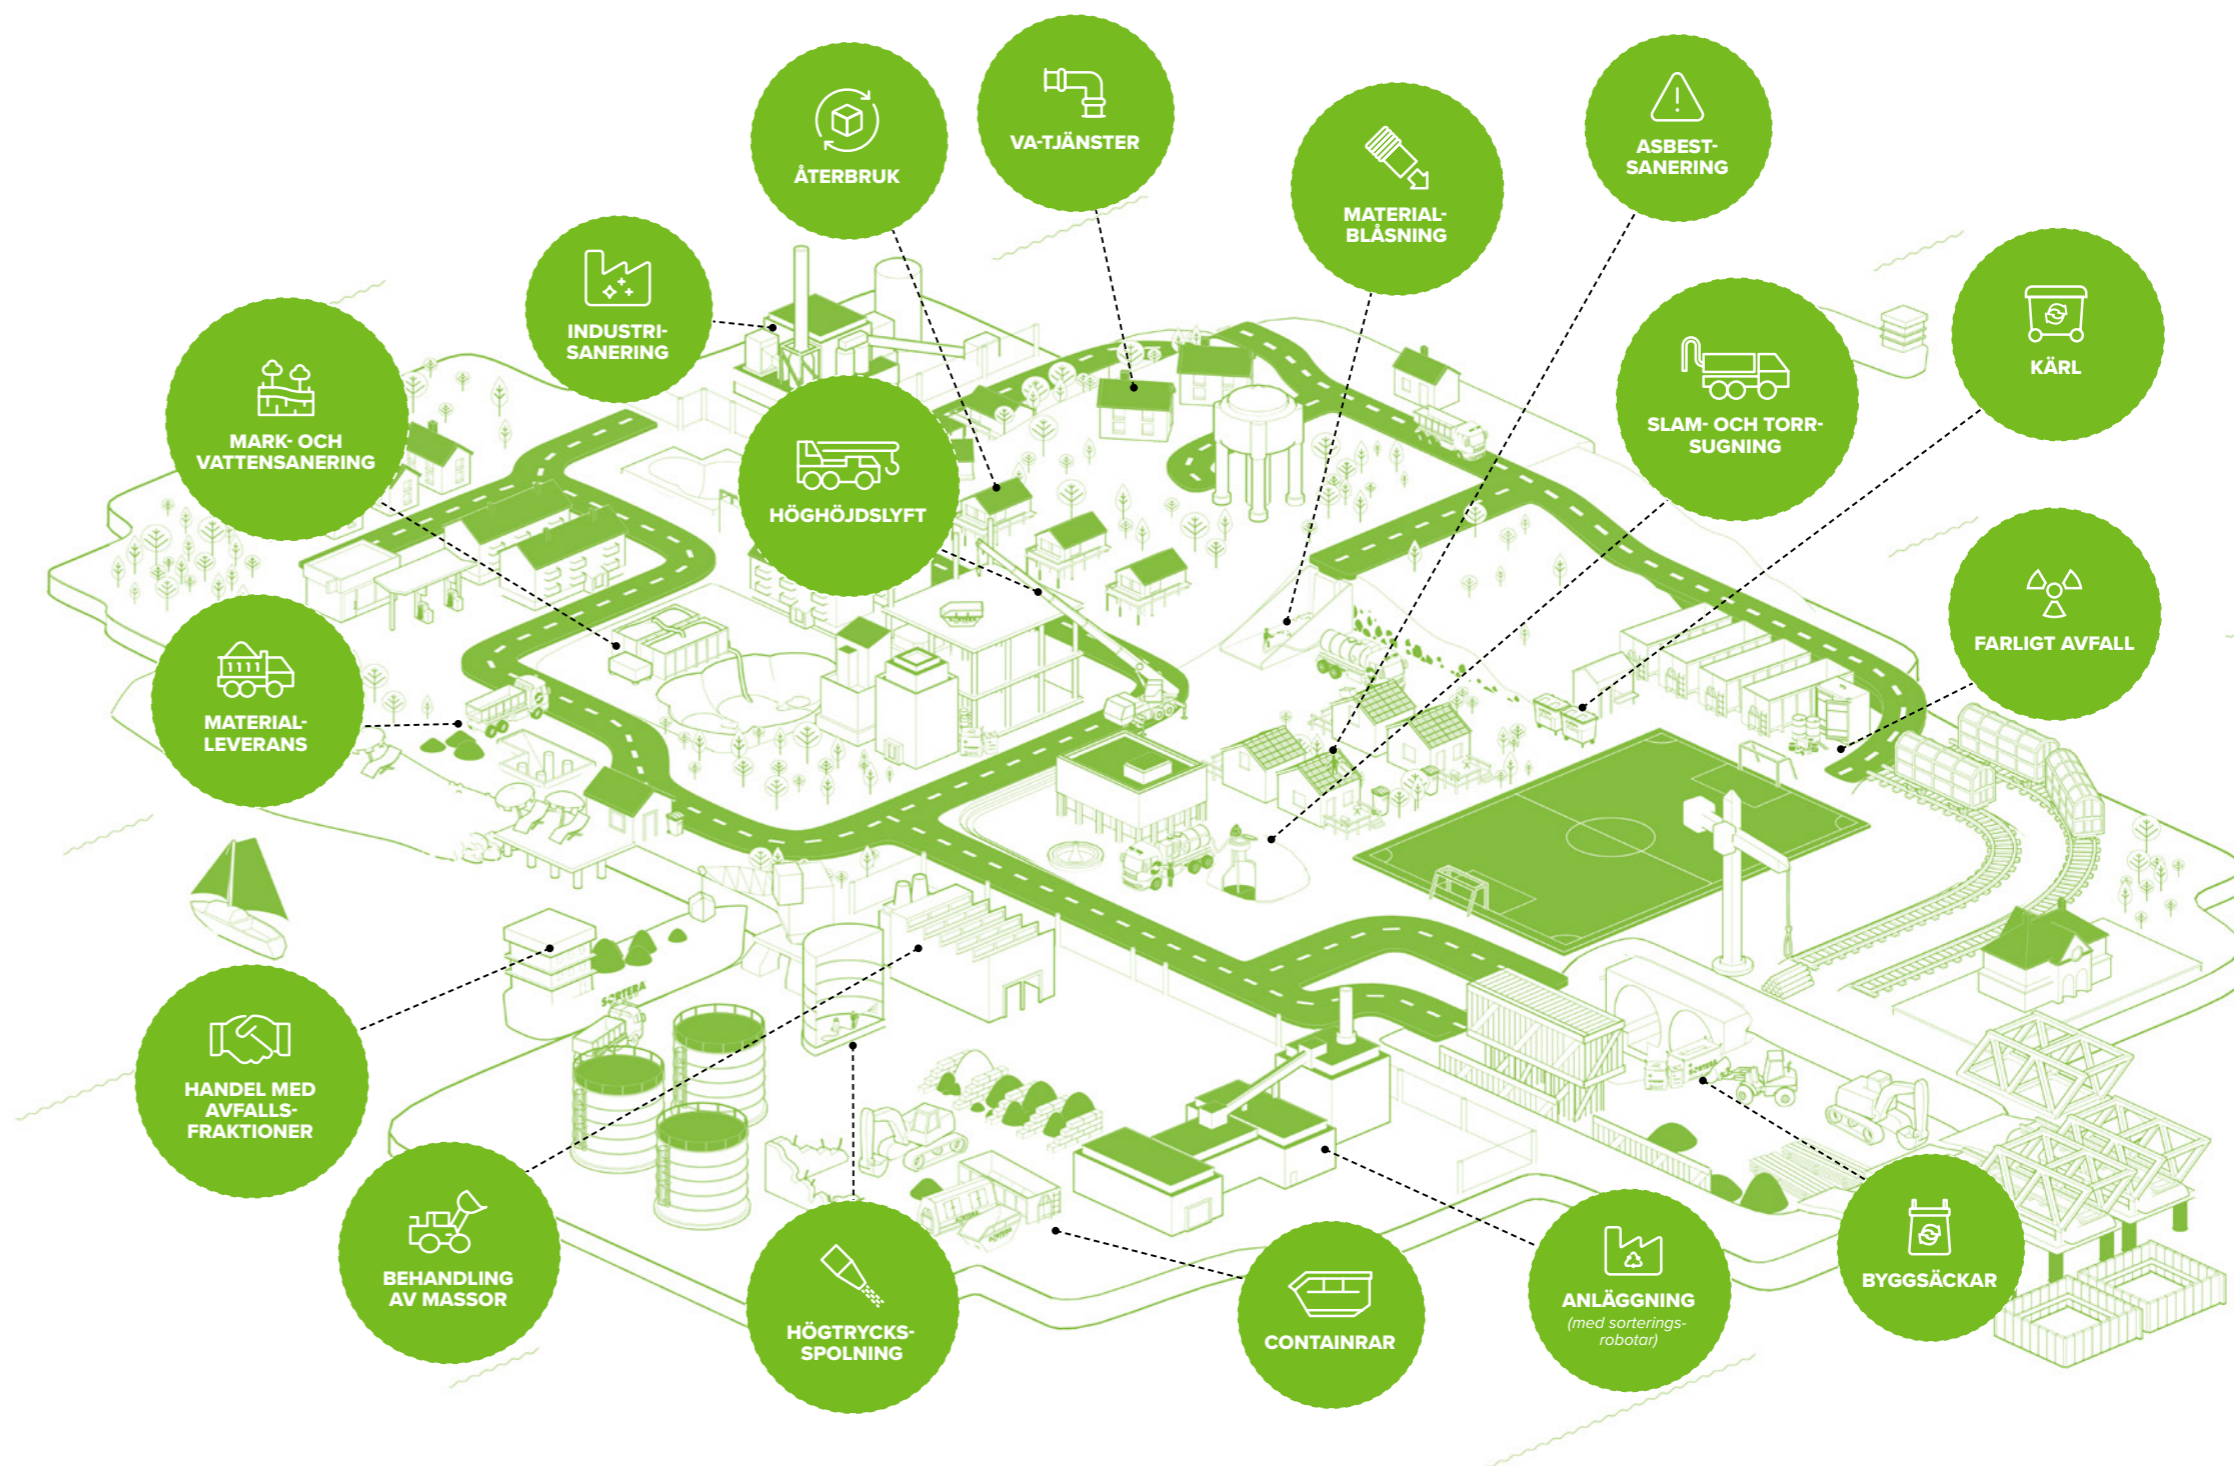 ÅTERBRUK
VA-TJÄNSTER
MATERIAL-
BLÅSNING
ASBEST-
SANERING
INDUSTRI-
SANERING
KÄRL
MARK- OCH
VATTENSANERING
HÖGHÖJDSLYFT
SLAM- OCH TORR-
SUGNING
FARLIGT AVFALL
MATERIAL-
LEVERANS
SORTERA
HANDEL MED
AVFALLS-
FRAKTIONER
BEHANDLING
AV MASSOR
HÖGTRYCKS-
SPOLNING
CONTAINRAR
ANLÄGGNING
(med sorterings-
robotar)
BYGGSÄCKAR